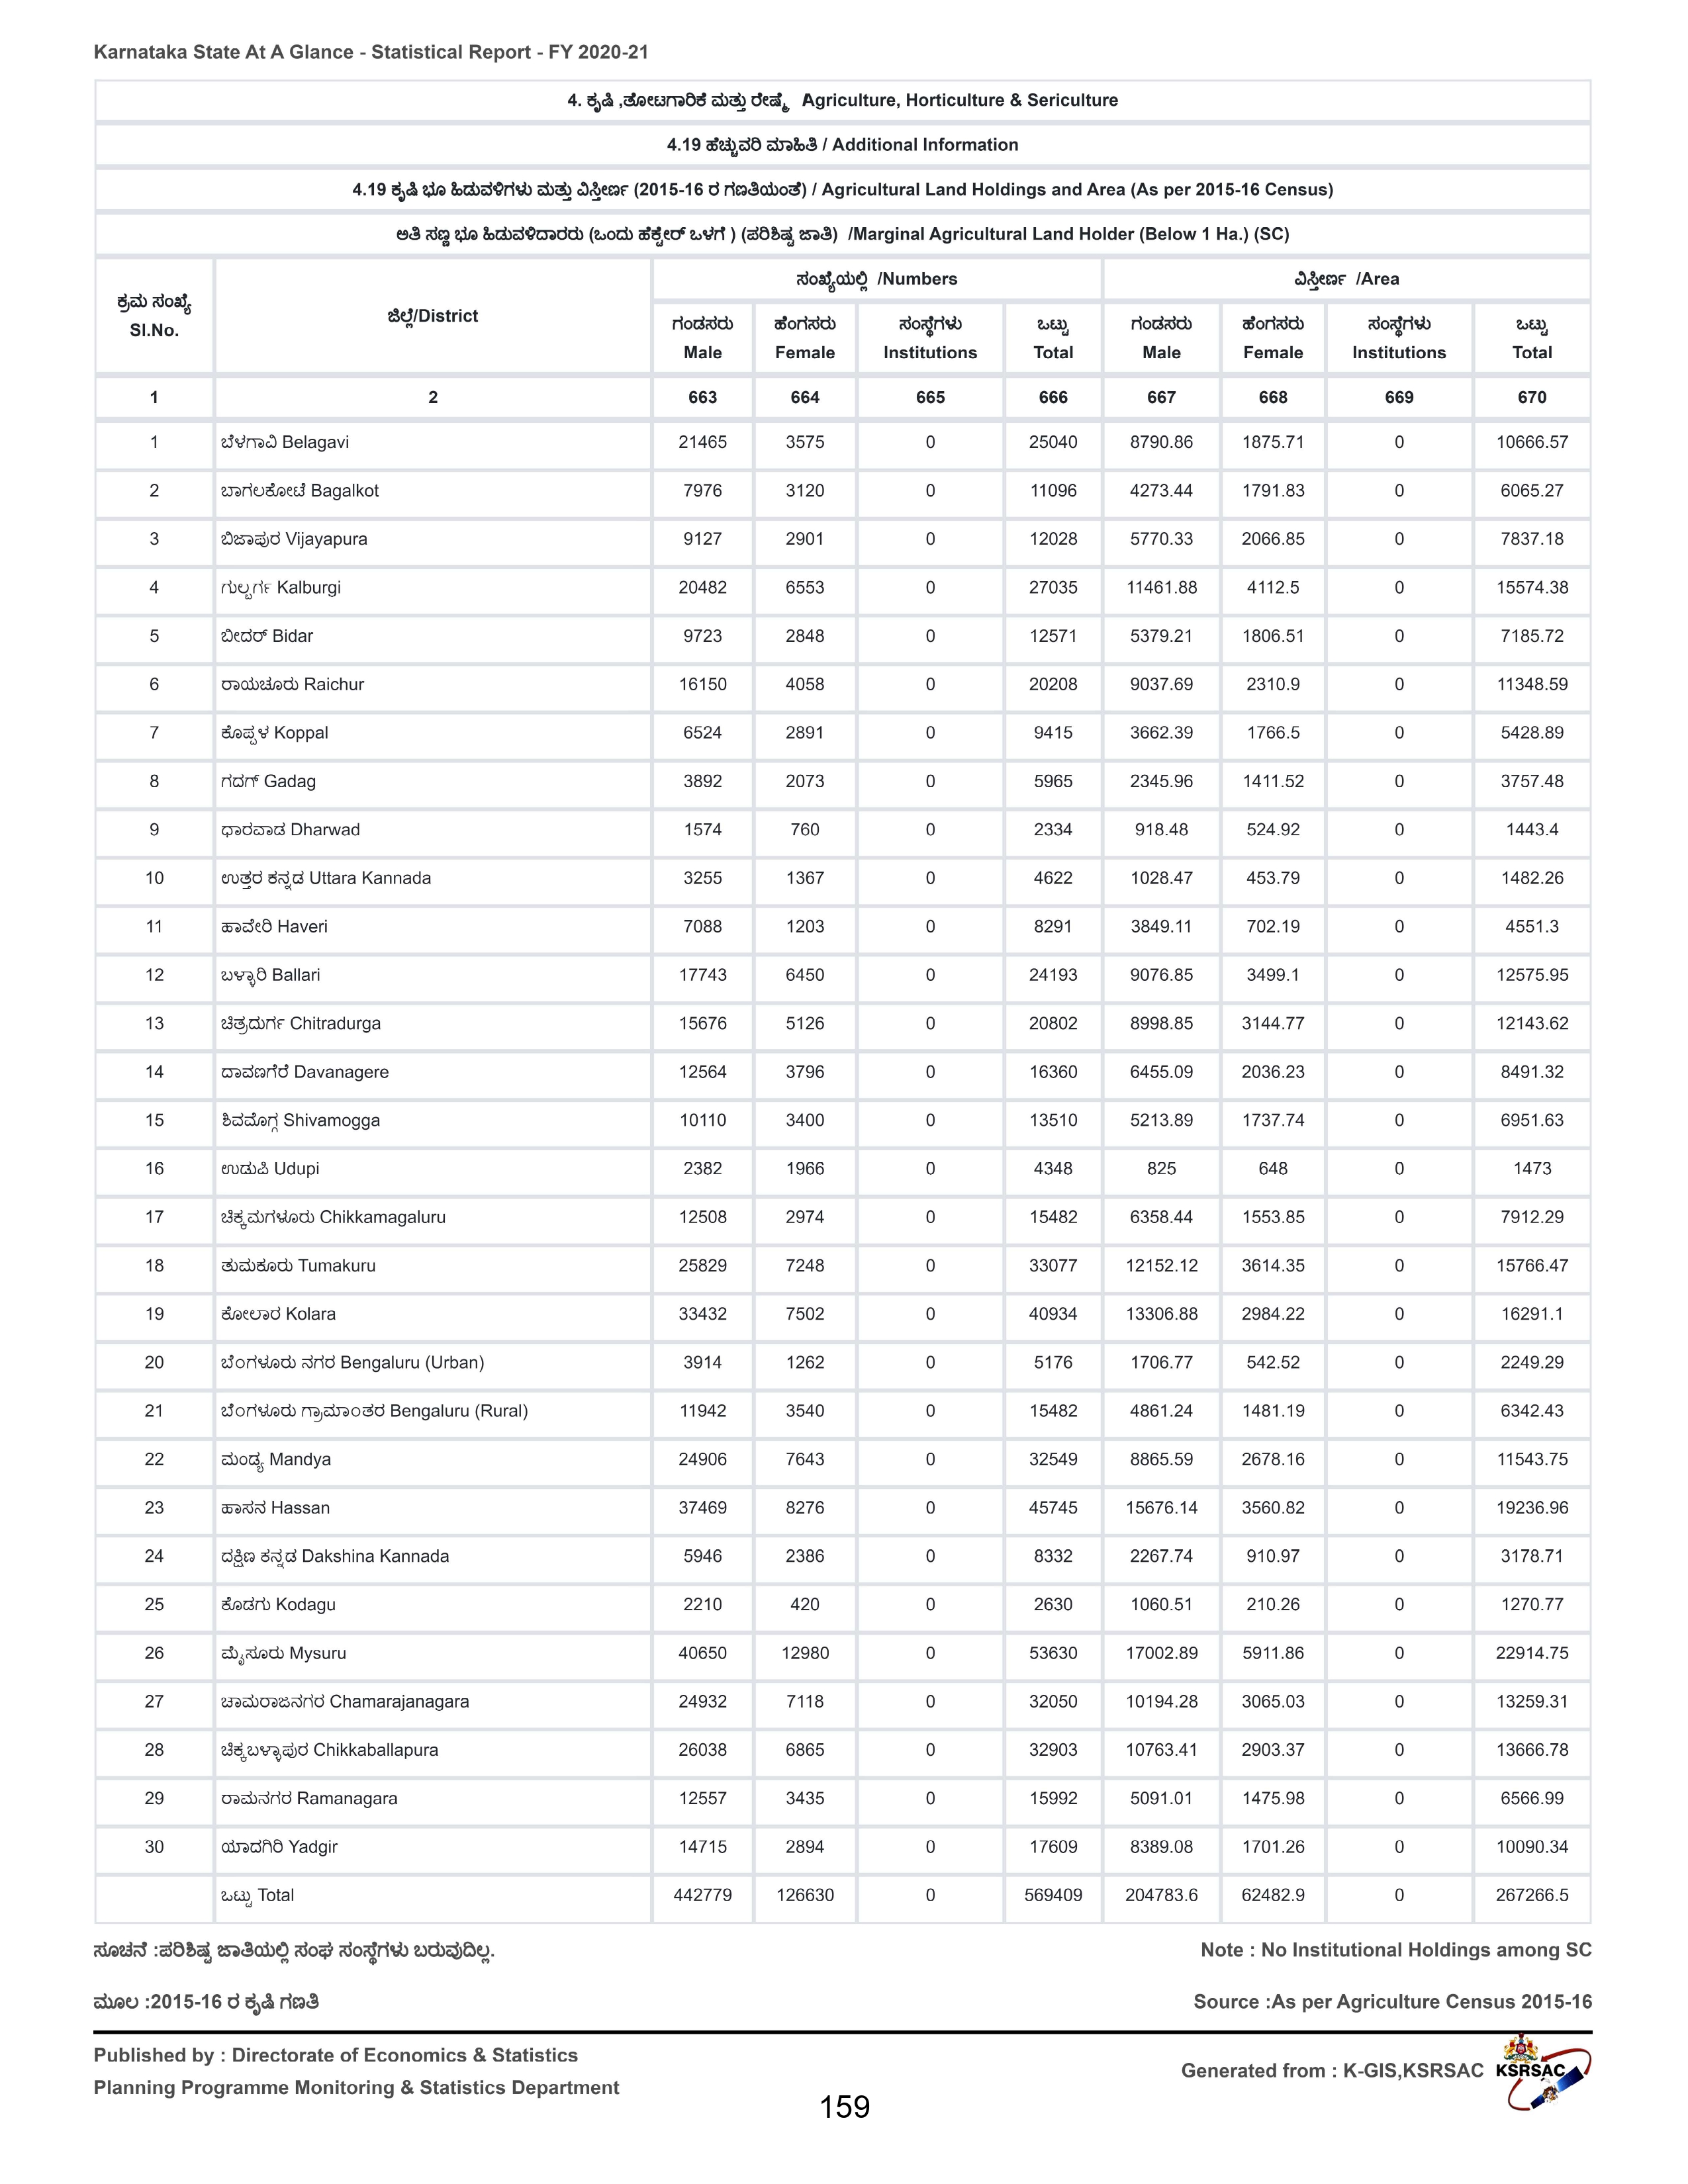 Karnataka State At A Glance - Statistical Report - FY 2020-21
4. ಕೃಷಿ ,ತೋಟಗಾರಿಕೆ ಮತ್ತು ರೇಷ್ಮೆ Agriculture, Horticulture & Sericulture
4.19 ಹೆಚ್ಚುವರಿ ಮಾಹಿತಿ / Additional Information
4.19 ಕೃಷಿ ಭೂ ಹಿಡುವಳಿಗಳು ಮತ್ತು ವಿಸ್ತೀರ್ಣ (2015-16 ರ ಗಣತಿಯಂತೆ) / Agricultural Land Holdings and Area (As per 2015-16 Census)
ಅತಿ ಸಣ್ಣ ಭೂ ಹಿಡುವಳಿದಾರರು (ಒಂದು ಹೆಕ್ಟೇರ್ ಒಳಗೆ ) (ಪರಿಶಿಷ್ಟ ಜಾತಿ) /Marginal Agricultural Land Holder (Below 1 Ha.) (SC)
ಕ್ರಮ ಸಂಖ್ಯೆ Sl.No. ಜಿಲ್ಲೆ/District ಸಂಖ್ಯೆಯಲ್ಲಿ /Numbers ವಿಸ್ತೀರ್ಣ /Area
ಗಂಡಸರು ಹೆಂಗಸರು ಸಂಸ್ಥೆಗಳು ಒಟ್ಟು ಗಂಡಸರು ಹೆಂಗಸರು ಸಂಸ್ಥೆಗಳು ಒಟ್ಟು
Male Female Institutions Total Male Female Institutions Total
1 2 663 664 665 666 667 668 669 670
1 ಬೆಳಗಾವಿ Belagavi 21465 3575 0 25040 8790.86 1875.71 0 10666.57
2 ಬಾಗಲಕೋಟೆ Bagalkot 7976 3120 0 11096 4273.44 1791.83 0 6065.27
3 ಬಿಜಾಪುರ Vijayapura 9127 2901 0 12028 5770.33 2066.85 0 7837.18
4 ಗುಲ್ಬರ್ಗ Kalburgi 20482 6553 0 27035 11461.88 4112.5 0 15574.38
5 ಬೀದರ್ Bidar 9723 2848 0 12571 5379.21 1806.51 0 7185.72
6 ರಾಯಚೂರು Raichur 16150 4058 0 20208 9037.69 2310.9 0 11348.59
7 ಕೊಪ್ಪಳ Koppal 6524 2891 0 9415 3662.39 1766.5 0 5428.89
8 ಗದಗ್ Gadag 3892 2073 0 5965 2345.96 1411.52 0 3757.48
9 ಧಾರವಾಡ Dharwad 1574 760 0 2334 918.48 524.92 0 1443.4
10 ಉತ್ತರ ಕನ್ನಡ Uttara Kannada 3255 1367 0 4622 1028.47 453.79 0 1482.26
11 ಹಾವೇರಿ Haveri 7088 1203 0 8291 3849.11 702.19 0 4551.3
12 ಬಳ್ಳಾರಿ Ballari 17743 6450 0 24193 9076.85 3499.1 0 12575.95
13 ಚಿತ್ರದುರ್ಗ Chitradurga 15676 5126 0 20802 8998.85 3144.77 0 12143.62
14 ದಾವಣಗೆರೆ Davanagere 12564 3796 0 16360 6455.09 2036.23 0 8491.32
15 ಶಿವಮೊಗ್ಗ Shivamogga 10110 3400 0 13510 5213.89 1737.74 0 6951.63
16 ಉಡುಪಿ Udupi 2382 1966 0 4348 825 648 0 1473
17 ಚಿಕ್ಕಮಗಳೂರು Chikkamagaluru 12508 2974 0 15482 6358.44 1553.85 0 7912.29
18 ತುಮಕೂರು Tumakuru 25829 7248 0 33077 12152.12 3614.35 0 15766.47
19 ಕೋಲಾರ Kolara 33432 7502 0 40934 13306.88 2984.22 0 16291.1
20 ಬೆಂಗಳೂರು ನಗರ Bengaluru (Urban) 3914 1262 0 5176 1706.77 542.52 0 2249.29
21 ಬೆಂಗಳೂರು ಗ್ರಾಮಾಂತರ Bengaluru (Rural) 11942 3540 0 15482 4861.24 1481.19 0 6342.43
22 ಮಂಡ್ಯ Mandya 24906 7643 0 32549 8865.59 2678.16 0 11543.75
23 ಹಾಸನ Hassan 37469 8276 0 45745 15676.14 3560.82 0 19236.96
24 ದಕ್ಷಿಣ ಕನ್ನಡ Dakshina Kannada 5946 2386 0 8332 2267.74 910.97 0 3178.71
25 ಕೊಡಗು Kodagu 2210 420 0 2630 1060.51 210.26 0 1270.77
26 ಮೈಸೂರು Mysuru 40650 12980 0 53630 17002.89 5911.86 0 22914.75
27 ಚಾಮರಾಜನಗರ Chamarajanagara 24932 7118 0 32050 10194.28 3065.03 0 13259.31
28 ಚಿಕ್ಕಬಳ್ಳಾಪುರ Chikkaballapura 26038 6865 0 32903 10763.41 2903.37 0 13666.78
29 ರಾಮನಗರ Ramanagara 12557 3435 0 15992 5091.01 1475.98 0 6566.99
30 ಯಾದಗಿರಿ Yadgir 14715 2894 0 17609 8389.08 1701.26 0 10090.34
ಒಟ್ಟು Total 442779 126630 0 569409 204783.6 62482.9 0 267266.5
ಸೂಚನೆ :ಪರಿಶಿಷ್ಟ ಜಾತಿಯಲ್ಲಿ ಸಂಘ ಸಂಸ್ಥೆಗಳು ಬರುವುದಿಲ್ಲ. Note : No Institutional Holdings among SC
ಮೂಲ :2015-16 ರ ಕೃಷಿ ಗಣತಿ Source :As per Agriculture Census 2015-16
Published by : Directorate of Economics & Statistics
Planning Programme Monitoring & Statistics Department
Generated from : K-GIS,KSRSAC KSRSAC
159